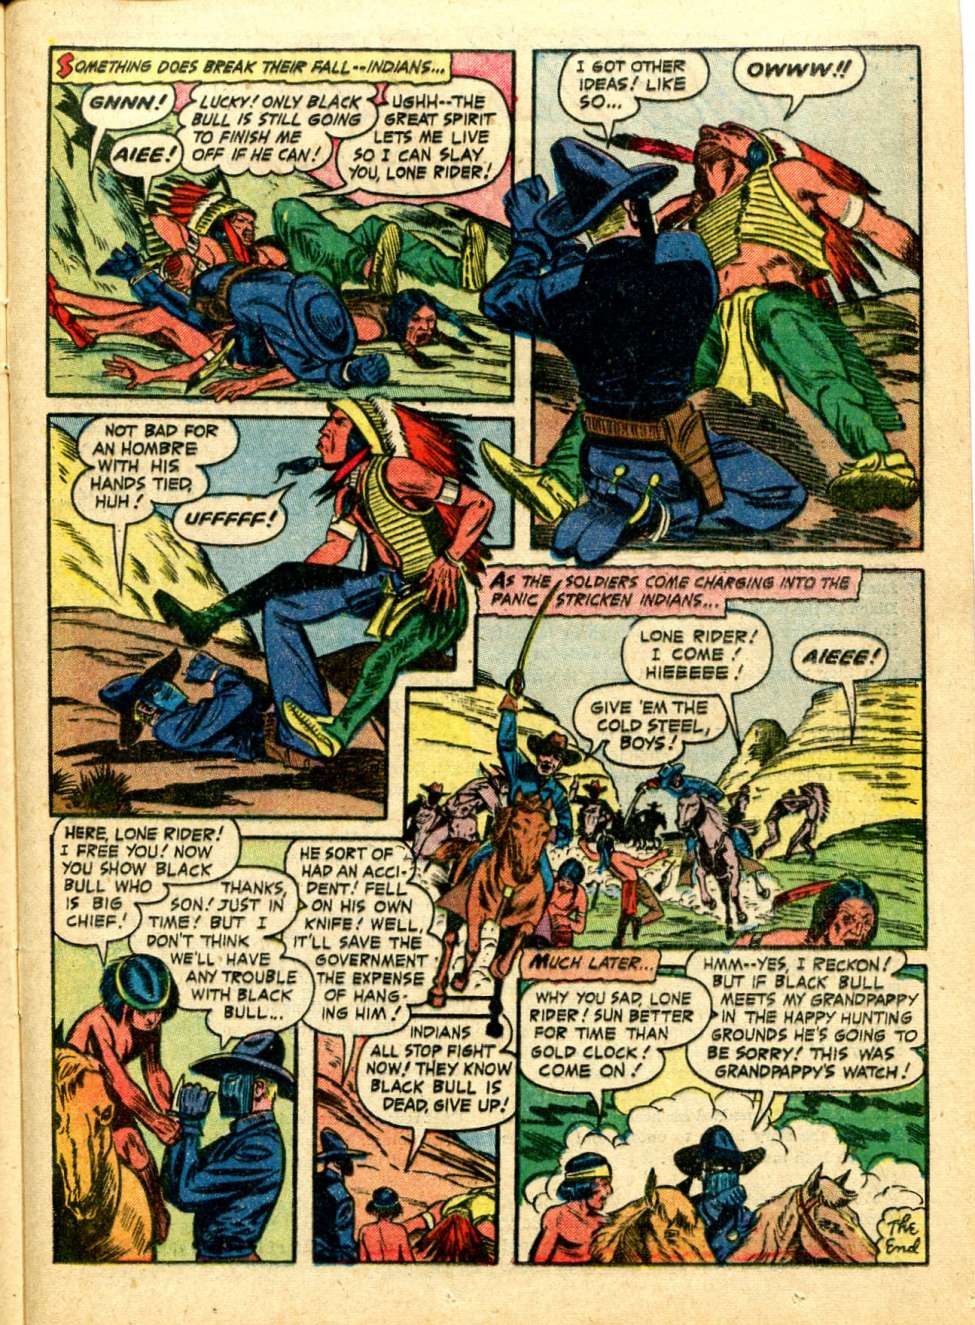 SOMETHING DOES BREAK THEIR FALL--INDIANS...
GNNN!
AIEE!
LUCKY! ONLY BLACK
BULL IS STILL GOING
TO FINISH ME
OFF IF HE CAN!
UGHH--THE
GREAT SPIRIT
LETS ME LIVE
SO I CAN SLAY
YOU, LONE RIDER!
I GOT OTHER
IDEAS! LIKE
SO...
OWWW!!
NOT BAD FOR
AN HOMBRE
WITH HIS
HANDS TIED,
HUH!
UFFFFF!
AS THE SOLDIERS COME CHARGING INTO THE
PANIC STRICKEN INDIANS...
LONE RIDER!
I COME!
HIEEEEE!
GIVE 'EM THE
COLD STEEL,
BOYS!
AIEEE!
HERE, LONE RIDER!
I FREE YOU! NOW
YOU SHOW BLACK
BULL WHO
IS BIG
CHIEF!
THANKS,
SON! JUST IN
TIME! BUT I
DON'T THINK
WE'LL HAVE
ANY TROUBLE
WITH BLACK
BULL...
HE SORT OF
HAD AN ACCI-
DENT! FELL
ON HIS OWN
KNIFE! WELL,
IT'LL SAVE THE
GOVERNMENT
THE EXPENSE
OF HANG-
ING HIM!
INDIANS
ALL STOP FIGHT
NOW! THEY KNOW
BLACK BULL IS
DEAD, GIVE UP!
MUCH LATER...
WHY YOU SAD, LONE
RIDER! SUN BETTER
FOR TIME THAN
GOLD CLOCK!
COME ON!
HMM--YES, I RECKON!
BUT IF BLACK BULL
MEETS MY GRANDPAPPY
IN THE HAPPY HUNTING
GROUNDS HE'S GOING TO
BE SORRY! THIS WAS
GRANDPAPPY'S WATCH!
The
End